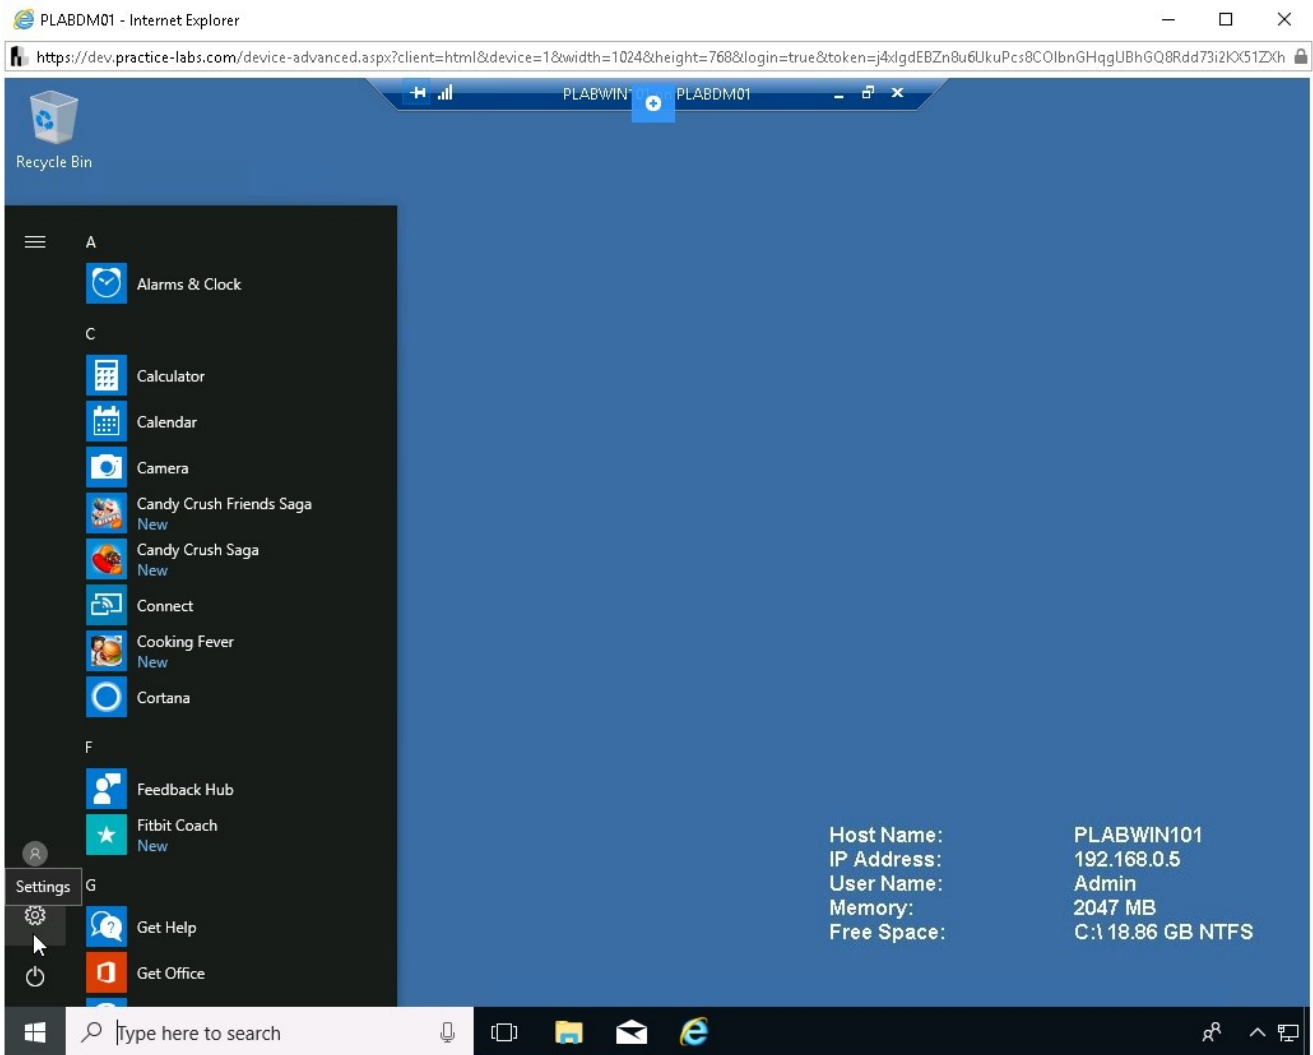 PLABDM01 - Internet Explorer
https://dev.practice-labs.com/device-advanced.aspx?client=html&device=1&width=1024&height=768&login=true&token=
PLABDM01
Recycle Bin
A
Alarms & Clock
C
Calculator
Calendar
Camera
Candy Crush Friends Saga
New
Candy Crush Saga
New
Connect
Cooking Fever
New
Cortana
F
Feedback Hub
Fitbit Coach
New
Settings
G
Get Help
Get Office
Host Name: PLABWIN101
IP Address: 192.168.0.5
User Name: Admin
Memory: 2047 MB
Free Space: C:\ 18.86 GB NTFS
Type here to search